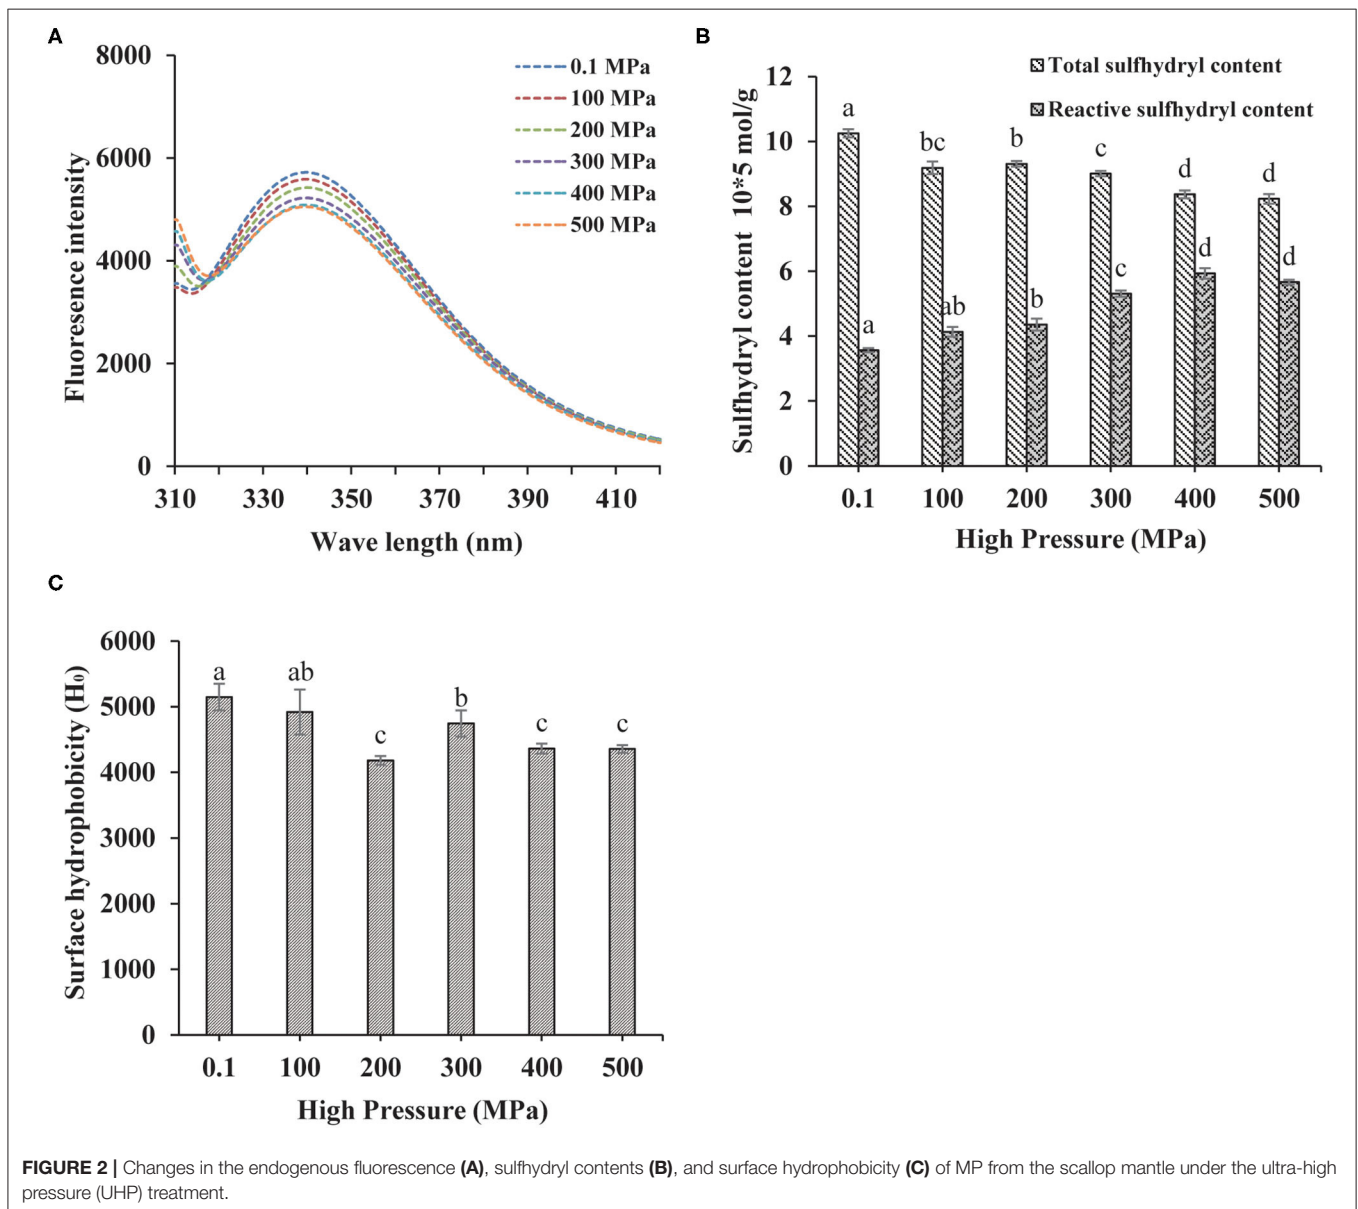 A
8000
6000
4000
2000
0
Fluorescence intensity
310 330 350 370 390 410
Wave length (nm)
0.1 MPa
100 MPa
200 MPa
300 MPa
400 MPa
500 MPa
B
12
10
8
6
4
2
0
Sulfhydryl content 10*5 mol/g
Total sulfhydryl content
Reactive sulfhydryl content
a bc b c d d
a ab b c d d
0.1 100 200 300 400 500
High Pressure (MPa)
C
6000
5000
4000
3000
2000
1000
0
Surface hydrophobicity (H₀)
a ab c b c c
0.1 100 200 300 400 500
High Pressure (MPa)
FIGURE 2 | Changes in the endogenous fluorescence (A), sulfhydryl contents (B), and surface hydrophobicity (C) of MP from the scallop mantle under the ultra-high
pressure (UHP) treatment.